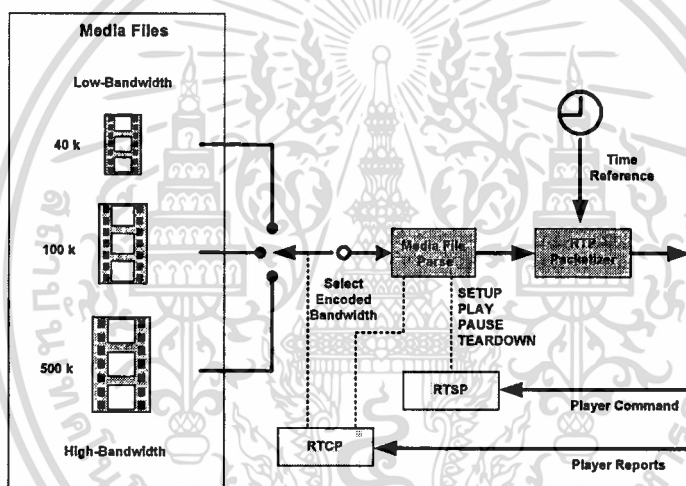 Media Files
Low-Bandwidth
40 k
100 k
500 k
High-Bandwidth
Select
Encoded
Bandwidth
Media File
Parse
Time
Reference
RTP
Packetizer
SETUP
PLAY
PAUSE
TEARDOWN
RTSP
Player Command
RTCP
Player Reports